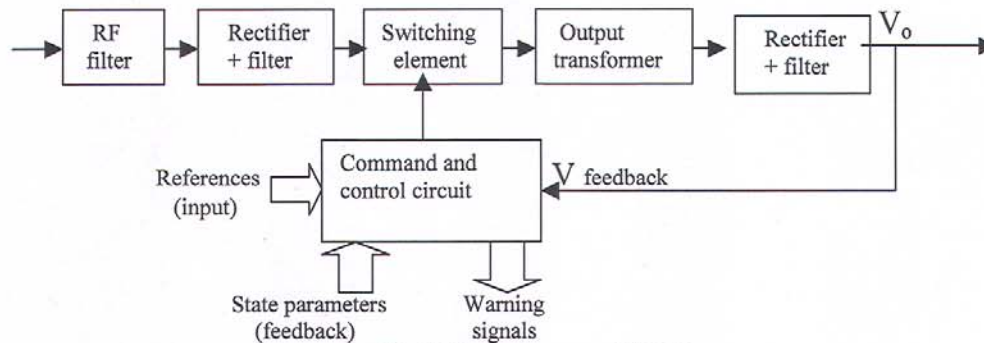 RF
filter
Rectifier
+ filter
Switching
element
Output
transformer
Rectifier
+ filter
Vo
Command and
control circuit
V feedback
References
(input)
State parameters
(feedback)
Warning
signals